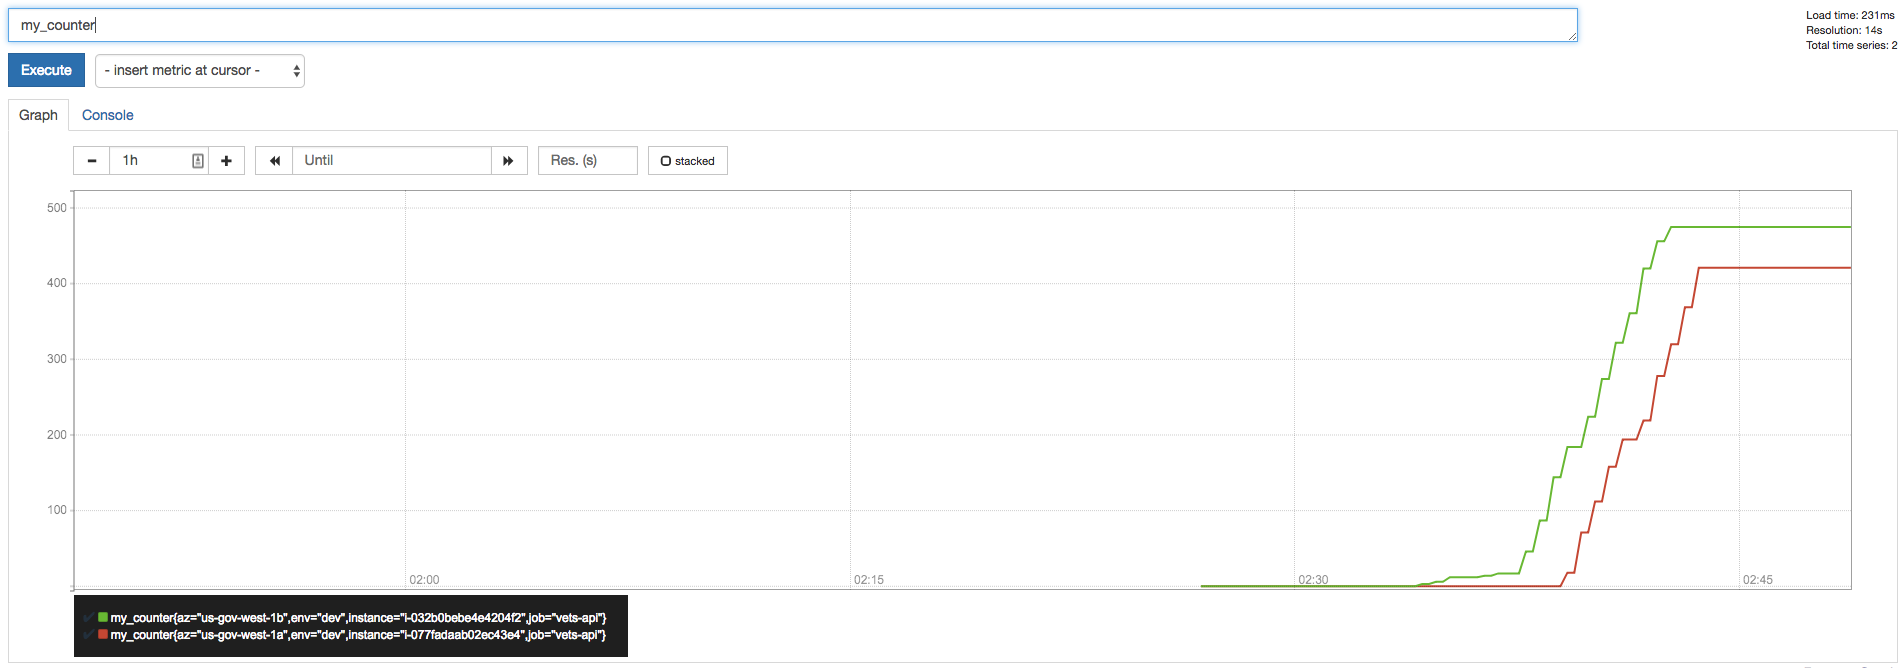 my_counter
Load time: 231ms
Resolution: 14s
Total time series: 2
Execute
- insert metric at cursor -
Graph Console
1h
Until
Res. (s)
stacked
500
400
300
200
100
02:00 02:15 02:30 02:45
my_counter{az="us-gov-west-1b",env="dev",instance="i-032b0bebe4e4204f2",job="vets-api"}
my_counter{az="us-gov-west-1a",env="dev",instance="i-077fadaab02ec43e4",job="vets-api"}